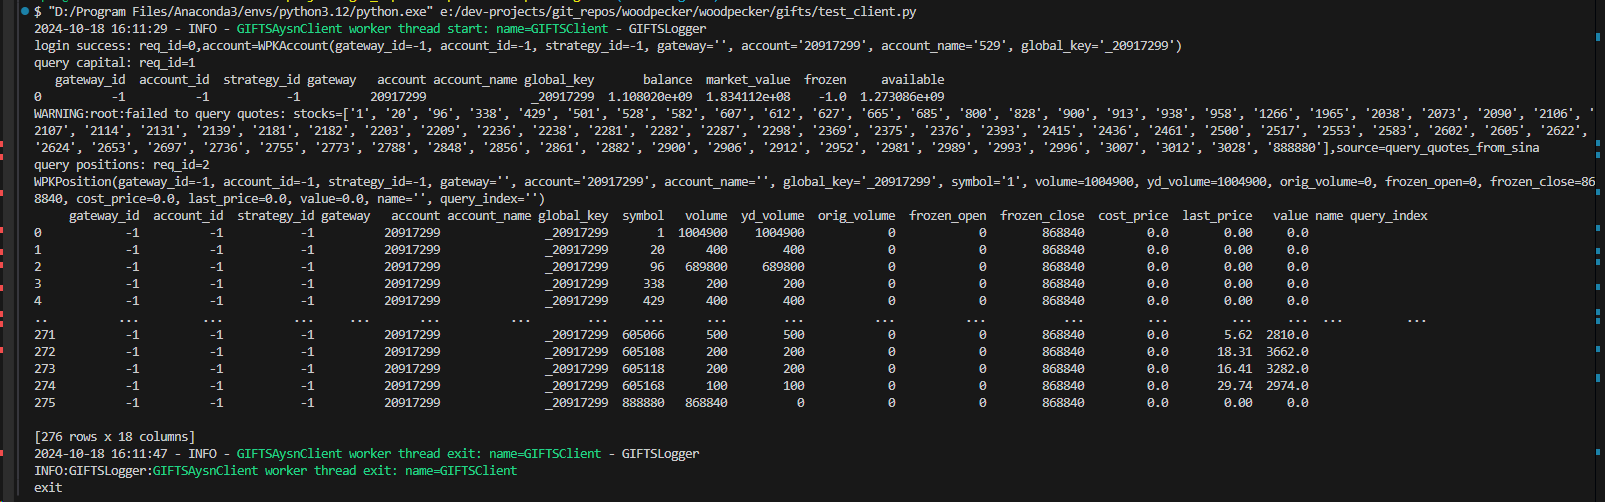 $ "D:/Program Files/Anaconda3/envs/python3.12/python.exe" e:/dev-projects/git_repos/woodpecker/woodpecker/gifts/test_client.py
2024-10-18 16:11:29 - INFO - GIFTSAysnClient worker thread start: name=GIFTSClient - GIFTSLogger
login success: req_id=0,account=WPKAccount(gateway_id=-1, account_id=-1, strategy_id=-1, gateway='', account='20917299', account_name='529', global_key='_20917299')
query capital: req_id=1
gateway_id account_id strategy_id gateway account account_name global_key balance market_value frozen available
0 -1 -1 -1 20917299 _20917299 1.108020e+09 1.834112e+08 -1.0 1.273086e+09
WARNING:root:failed to query quotes: stocks=['1', '20', '96', '338', '429', '501', '528', '582', '607', '612', '627', '665', '685', '800', '828', '900', '913', '938', '958', '1266', '1965', '2038', '2073', '2090', '2106', '
2107', '2114', '2131', '2139', '2181', '2182', '2203', '2209', '2236', '2238', '2281', '2282', '2287', '2298', '2369', '2375', '2376', '2393', '2415', '2436', '2461', '2500', '2517', '2553', '2583', '2602', '2605', '2622',
'2624', '2653', '2697', '2736', '2755', '2773', '2788', '2848', '2856', '2861', '2882', '2900', '2906', '2912', '2952', '2981', '2989', '2993', '2996', '3007', '3012', '3028', '888880'],source=query_quotes_from_sina
query positions: req_id=2
WPKPosition(gateway_id=-1, account_id=-1, strategy_id=-1, gateway='', account='20917299', account_name='', global_key='_20917299', symbol='1', volume=1004900, yd_volume=1004900, orig_volume=0, frozen_open=0, frozen_close=86
8840, cost_price=0.0, last_price=0.0, value=0.0, name='', query_index='')
gateway_id account_id strategy_id gateway account account_name global_key symbol volume yd_volume orig_volume frozen_open frozen_close cost_price last_price value name query_index
0 -1 -1 -1 20917299 _20917299 1 1004900 1004900 0 0 868840 0.0 0.00 0.0
1 -1 -1 -1 20917299 _20917299 20 400 400 0 0 868840 0.0 0.00 0.0
2 -1 -1 -1 20917299 _20917299 96 689800 689800 0 0 868840 0.0 0.00 0.0
3 -1 -1 -1 20917299 _20917299 338 200 200 0 0 868840 0.0 0.00 0.0
4 -1 -1 -1 20917299 _20917299 429 400 400 0 0 868840 0.0 0.00 0.0
.. ... ... ... ... ... ... ... ... ... ... ... ... ... ... ... ... ... ...
271 -1 -1 -1 20917299 _20917299 605066 500 500 0 0 868840 0.0 5.62 2810.0
272 -1 -1 -1 20917299 _20917299 605108 200 200 0 0 868840 0.0 18.31 3662.0
273 -1 -1 -1 20917299 _20917299 605118 200 200 0 0 868840 0.0 16.41 3282.0
274 -1 -1 -1 20917299 _20917299 605168 100 100 0 0 868840 0.0 29.74 2974.0
275 -1 -1 -1 20917299 _20917299 888880 868840 0 0 0 868840 0.0 0.00 0.0
[276 rows x 18 columns]
2024-10-18 16:11:47 - INFO - GIFTSAysnClient worker thread exit: name=GIFTSClient - GIFTSLogger
INFO:GIFTSLogger:GIFTSAysnClient worker thread exit: name=GIFTSClient
exit